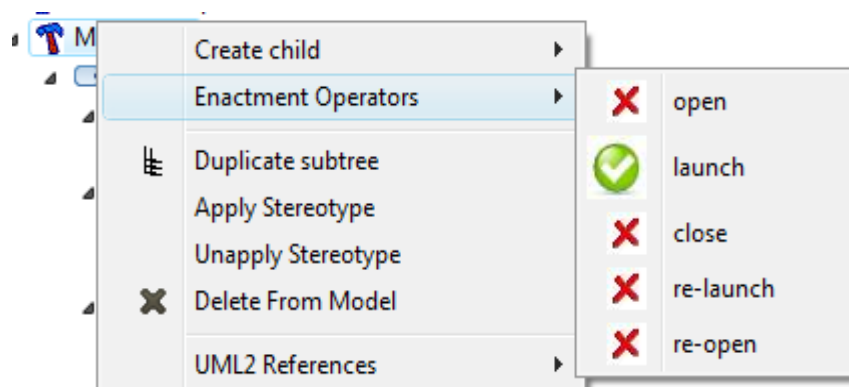 M
Create child
Enactment Operators
Duplicate subtree
Apply Stereotype
Unapply Stereotype
Delete From Model
UML2 References
open
launch
close
re-launch
re-open